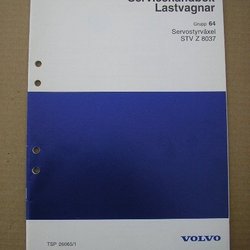 Servicehandbok
Lastvagnar
Grupp 64
Servostyrväxel
STV Z 8037
VOLVO
TSP 26065/1